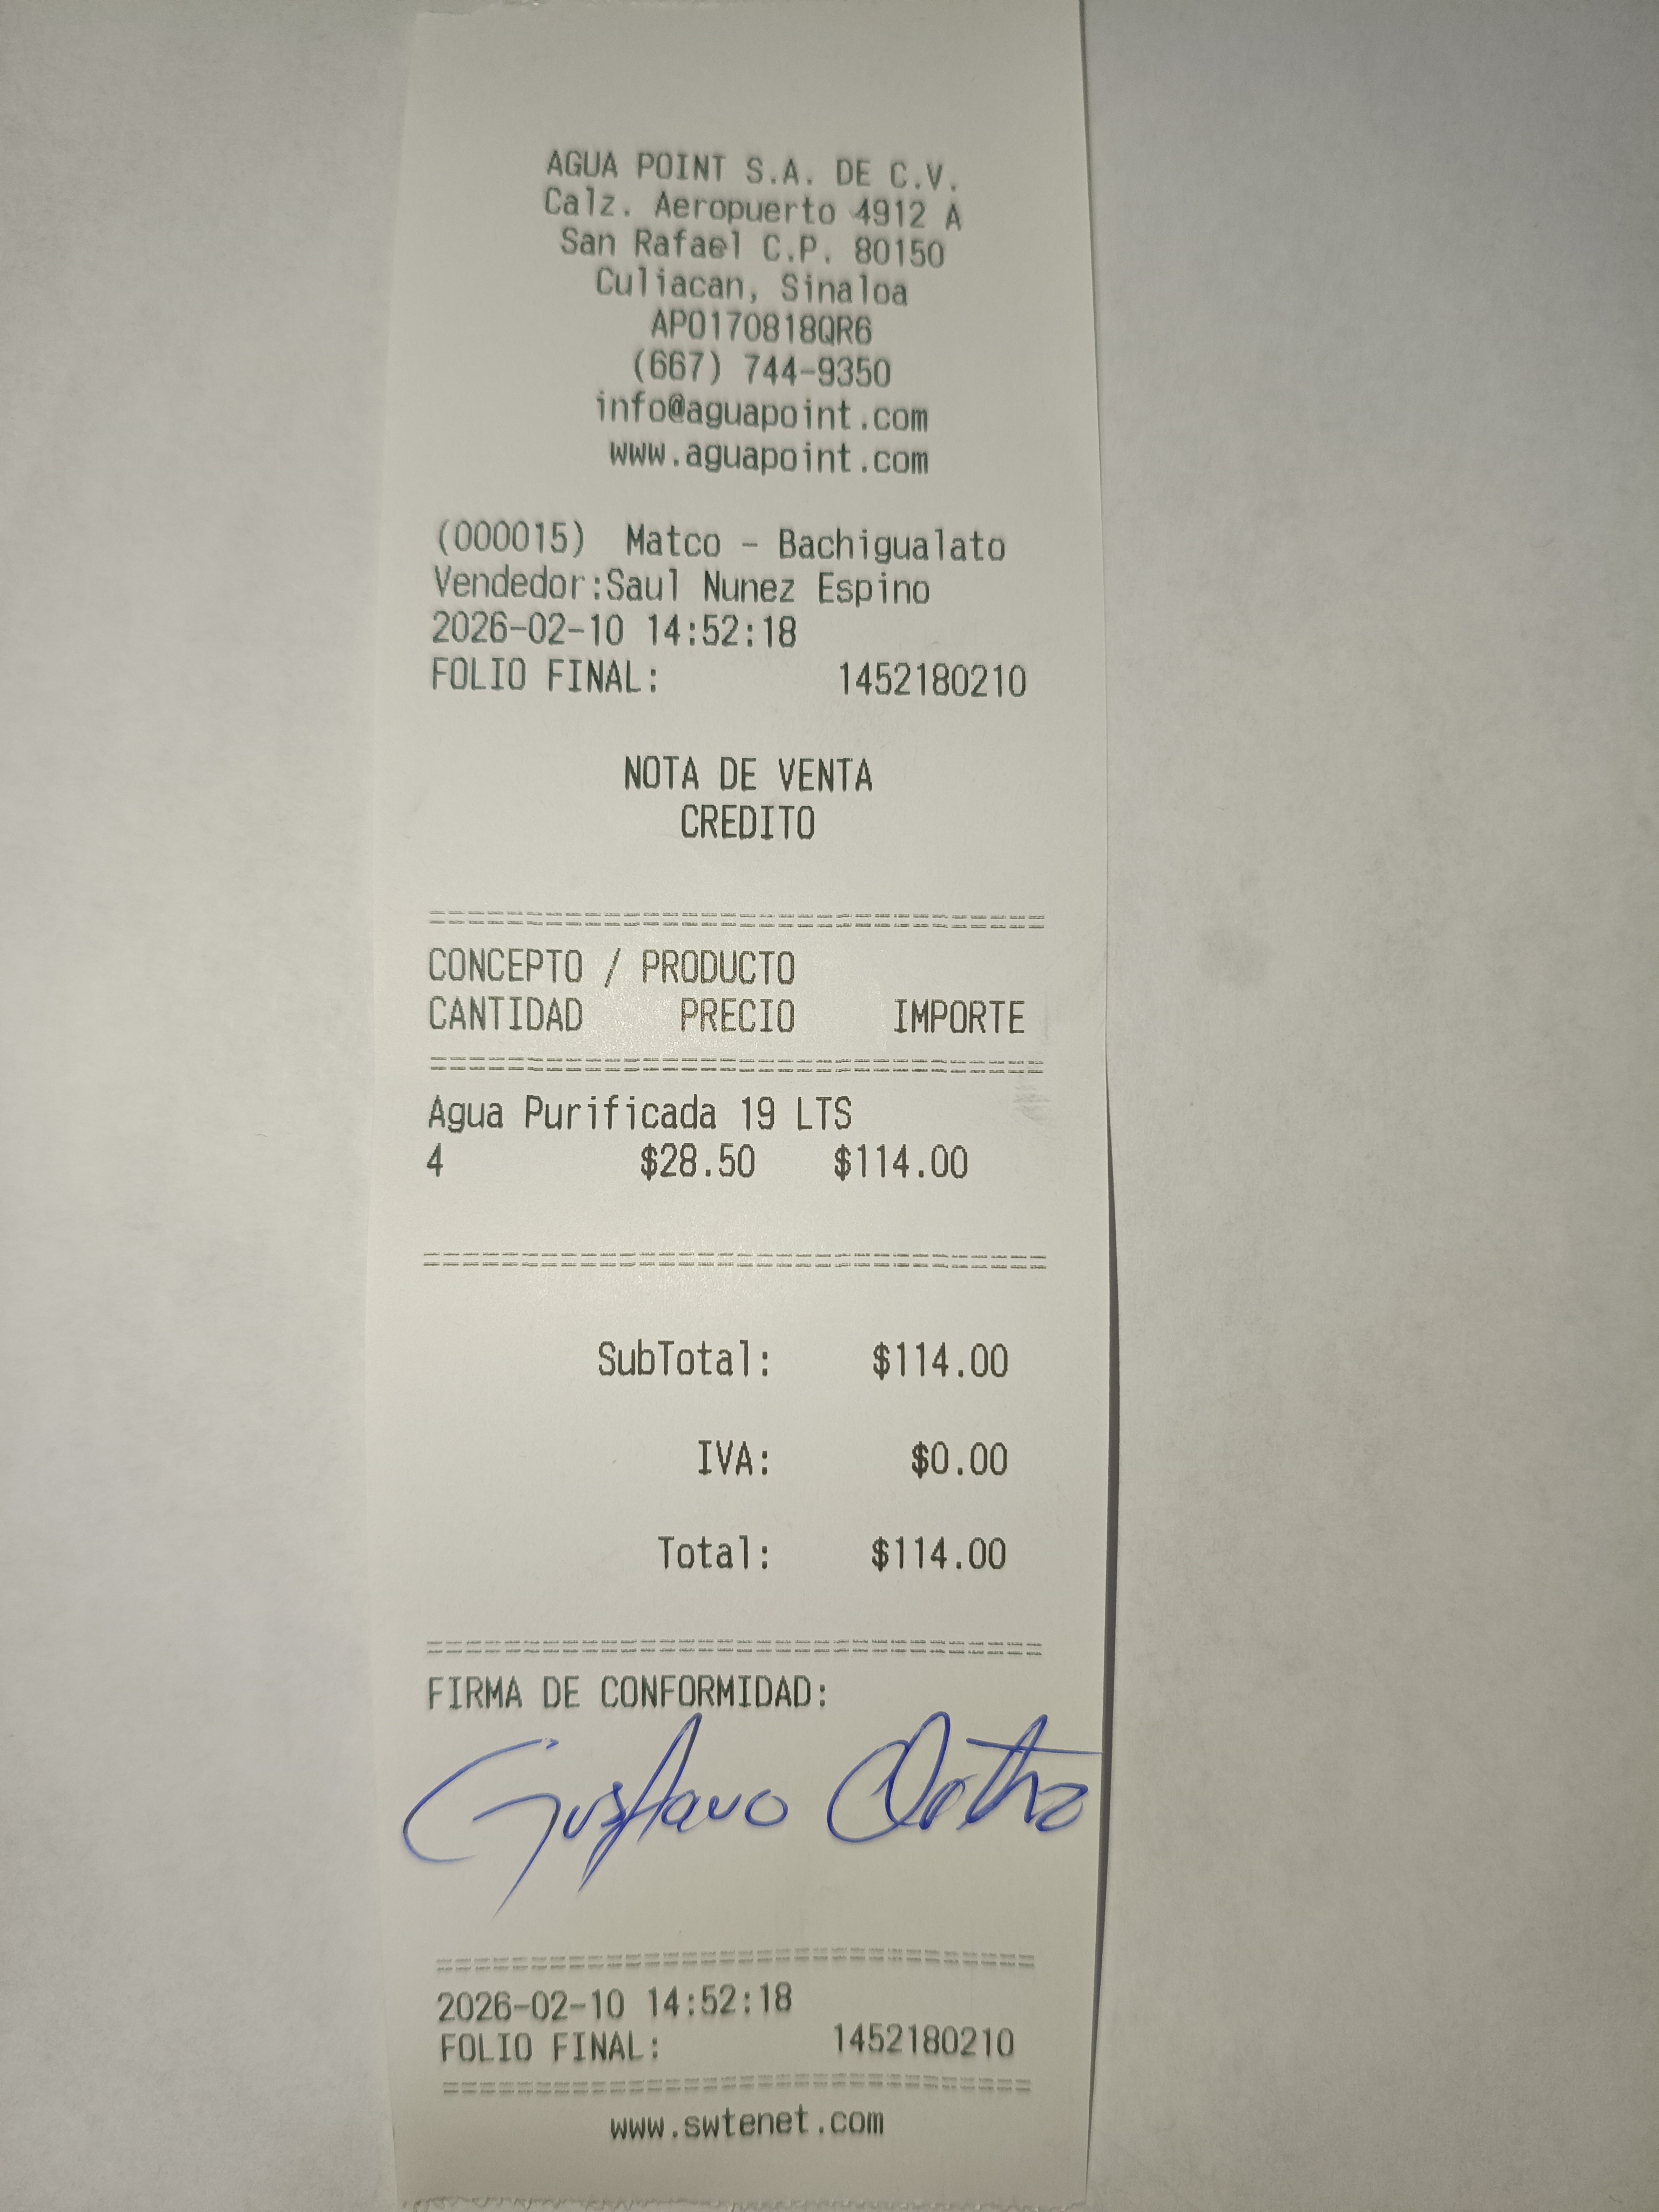 AGUA POINT S.A. DE C.V.
Calz. Aeropuerto 4912 A
San Rafael C.P. 80150
Culiacan, Sinaloa
APO170818QR6
(667) 744-9350
info@aguapoint.com
www.aguapoint.com
(000015) Matco - Bachigualato
Vendedor:Saul Nunez Espino
2026-02-10 14:52:18
FOLIO FINAL: 1452180210
NOTA DE VENTA
CREDITO
CONCEPTO / PRODUCTO
CANTIDAD PRECIO IMPORTE
Agua Purificada 19 LTS
4 $28.50 $114.00
SubTotal: $114.00
IVA: $0.00
Total: $114.00
FIRMA DE CONFORMIDAD:
Gustavo
2026-02-10 14:52:18
FOLIO FINAL: 1452180210
www.swtenet.com